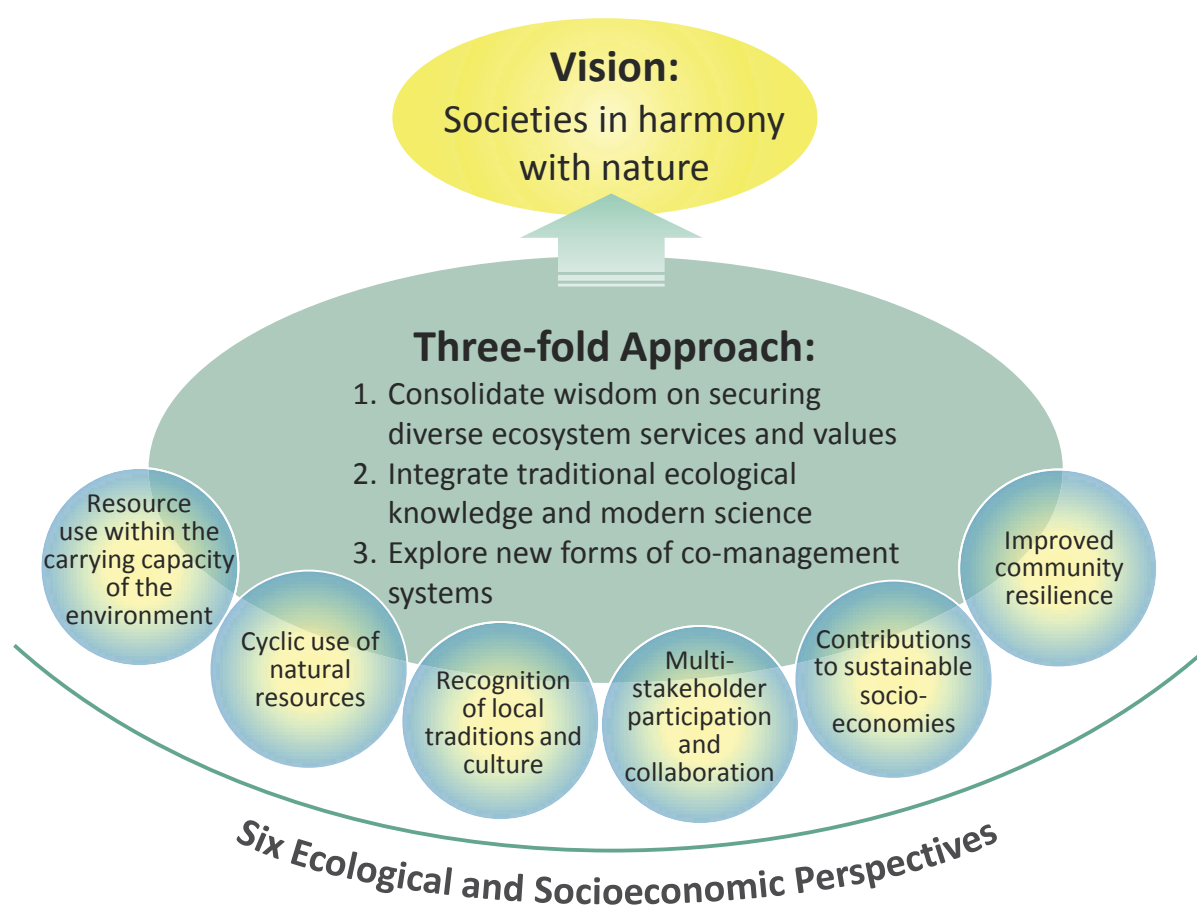 Vision:
Societies in harmony
with nature
Three-fold Approach:
1. Consolidate wisdom on securing
diverse ecosystem services and values
2. Integrate traditional ecological
knowledge and modern science
3. Explore new forms of co-management
systems
Resource
use within the
carrying capacity
of the
environment
Cyclic use of
natural
resources
Recognition
of local
traditions and
culture
Multi-
stakeholder
participation
and
collaboration
Contributions
to sustainable
socio-
economies
Improved
community
resilience
Six Ecological and Socioeconomic Perspectives